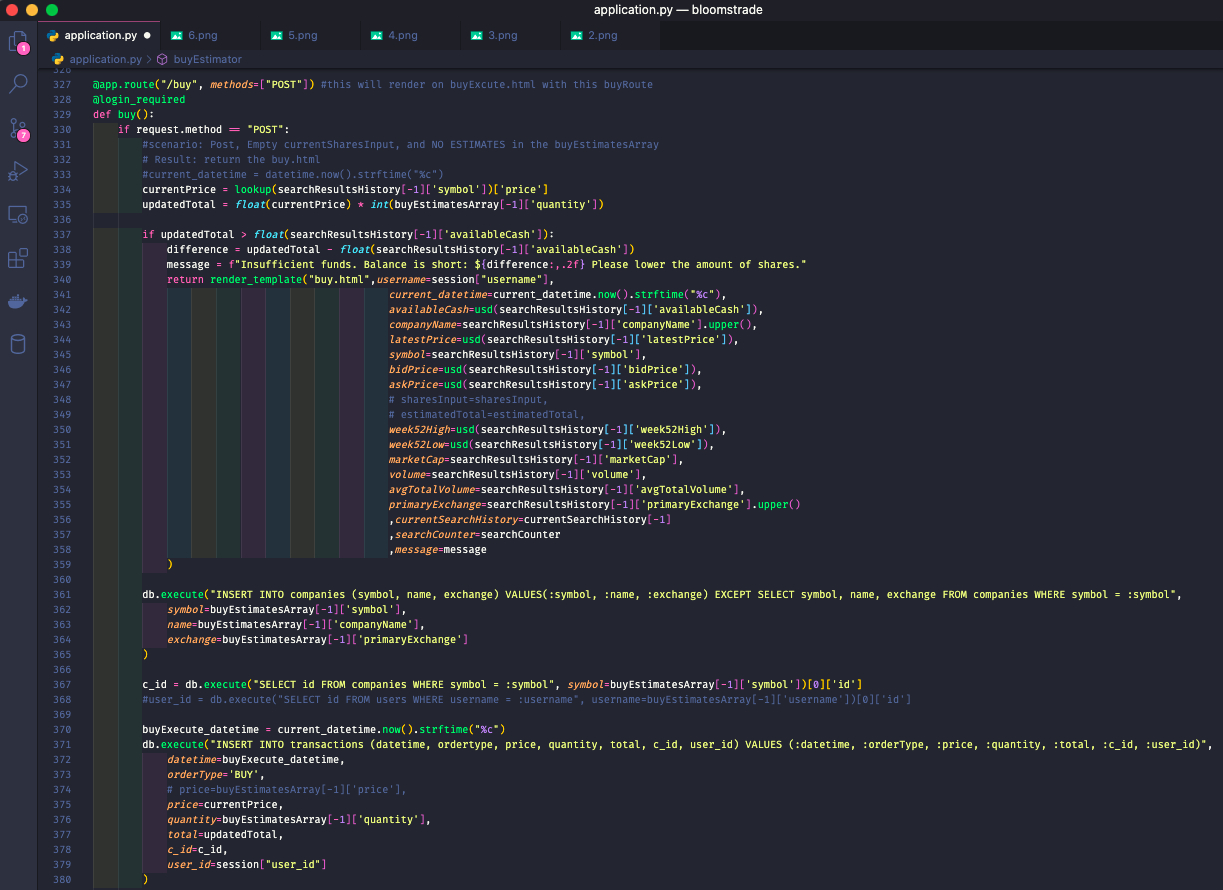 application.py — bloomstrade
application.py ● 6.png 5.png 4.png 3.png 2.png
application.py > buyEstimator
1
7
326
327 @app.route("/buy", methods=["POST"]) #this will render on buyExcute.html with this buyRoute
328 @login_required
329 def buy():
330 if request.method == "POST":
331 #scenario: Post, Empty currentSharesInput, and NO ESTIMATES in the buyEstimatesArray
332 # Result: return the buy.html
333 #current_datetime = datetime.now().strftime("%c")
334 currentPrice = lookup(searchResultsHistory[-1]['symbol'])['price']
335 updatedTotal = float(currentPrice) * int(buyEstimatesArray[-1]['quantity'])
336
337 if updatedTotal > float(searchResultsHistory[-1]['availableCash']):
338 difference = updatedTotal - float(searchResultsHistory[-1]['availableCash'])
339 message = f"Insufficient funds. Balance is short: ${difference:,.2f} Please lower the amount of shares."
340 return render_template("buy.html",username=session["username"],
341 current_datetime=current_datetime.now().strftime("%c"),
342 availableCash=usd(searchResultsHistory[-1]['availableCash']),
343 companyName=searchResultsHistory[-1]['companyName'].upper(),
344 latestPrice=usd(searchResultsHistory[-1]['latestPrice']),
345 symbol=searchResultsHistory[-1]['symbol'],
346 bidPrice=usd(searchResultsHistory[-1]['bidPrice']),
347 askPrice=usd(searchResultsHistory[-1]['askPrice']),
348 # sharesInput=sharesInput,
349 # estimatedTotal=estimatedTotal,
350 week52High=usd(searchResultsHistory[-1]['week52High']),
351 week52Low=usd(searchResultsHistory[-1]['week52Low']),
352 marketCap=searchResultsHistory[-1]['marketCap'],
353 volume=searchResultsHistory[-1]['volume'],
354 avgTotalVolume=searchResultsHistory[-1]['avgTotalVolume'],
355 primaryExchange=searchResultsHistory[-1]['primaryExchange'].upper()
356 ,currentSearchHistory=currentSearchHistory[-1]
357 ,searchCounter=searchCounter
358 ,message=message
359 )
360
361 db.execute("INSERT INTO companies (symbol, name, exchange) VALUES(:symbol, :name, :exchange) EXCEPT SELECT symbol, name, exchange FROM companies WHERE symbol = :symbol",
362 symbol=buyEstimatesArray[-1]['symbol'],
363 name=buyEstimatesArray[-1]['companyName'],
364 exchange=buyEstimatesArray[-1]['primaryExchange']
365 )
366
367 c_id = db.execute("SELECT id FROM companies WHERE symbol = :symbol", symbol=buyEstimatesArray[-1]['symbol'])[0]['id']
368 #user_id = db.execute("SELECT id FROM users WHERE username = :username", username=buyEstimatesArray[-1]['username'])[0]['id']
369
370 buyExecute_datetime = current_datetime.now().strftime("%c")
371 db.execute("INSERT INTO transactions (datetime, ordertype, price, quantity, total, c_id, user_id) VALUES (:datetime, :orderType, :price, :quantity, :total, :c_id, :user_id)",
372 datetime=buyExecute_datetime,
373 orderType='BUY',
374 # price=buyEstimatesArray[-1]['price'],
375 price=currentPrice,
376 quantity=buyEstimatesArray[-1]['quantity'],
377 total=updatedTotal,
378 c_id=c_id,
379 user_id=session["user_id"]
380 )